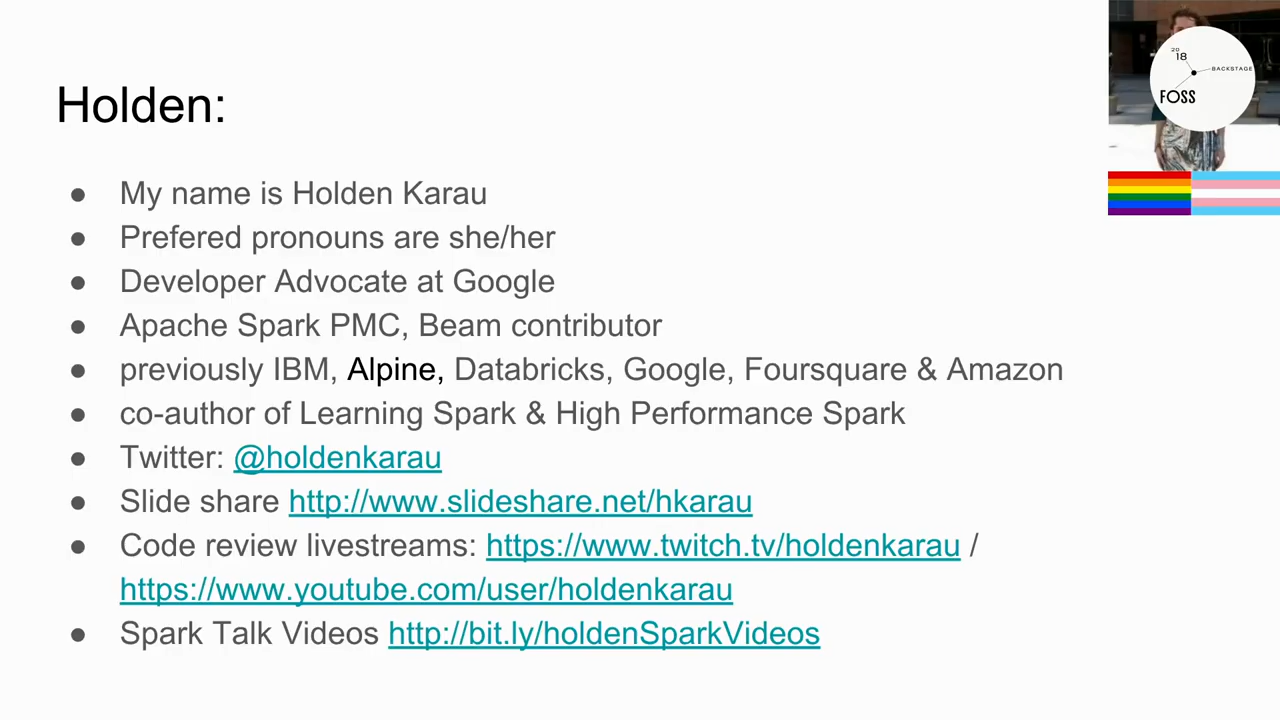 20
18
BACKSTAGE
FOSS
Holden:
● My name is Holden Karau
● Prefered pronouns are she/her
● Developer Advocate at Google
● Apache Spark PMC, Beam contributor
● previously IBM, Alpine, Databricks, Google, Foursquare & Amazon
● co-author of Learning Spark & High Performance Spark
● Twitter: @holdenkarau
● Slide share http://www.slideshare.net/hkarau
● Code review livestreams: https://www.twitch.tv/holdenkarau /
https://www.youtube.com/user/holdenkarau
● Spark Talk Videos http://bit.ly/holdenSparkVideos